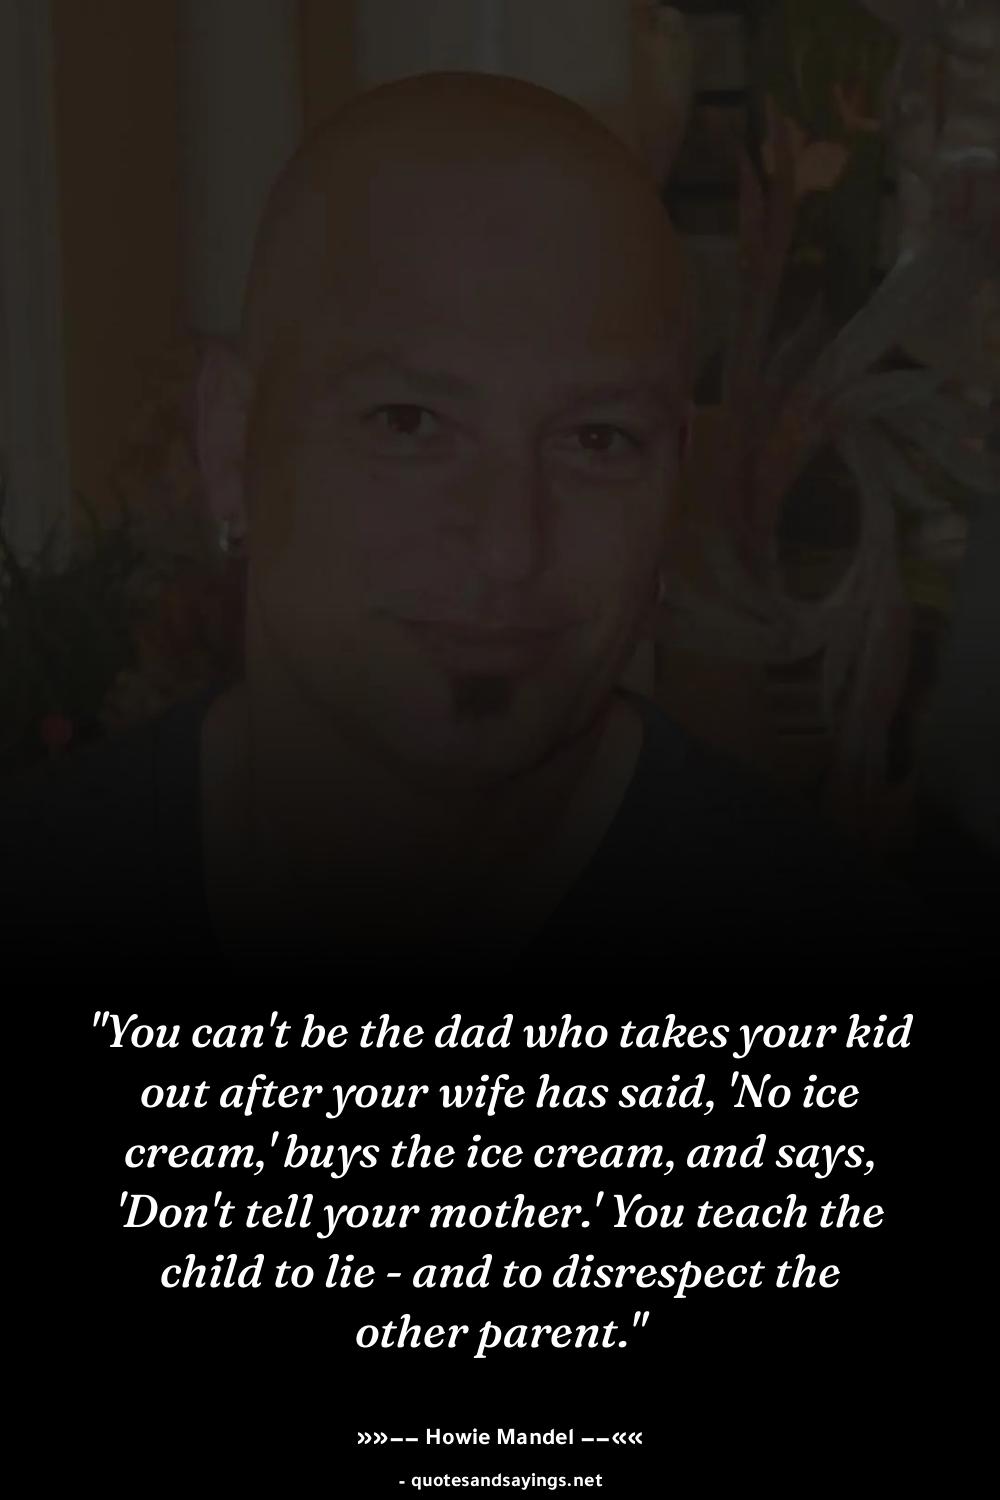 "You can't be the dad who takes your kid
out after your wife has said, 'No ice
cream,' buys the ice cream, and says,
'Don't tell your mother.' You teach the
child to lie - and to disrespect the
other parent."
»»−− Howie Mandel −−««
- quotesandsayings.net